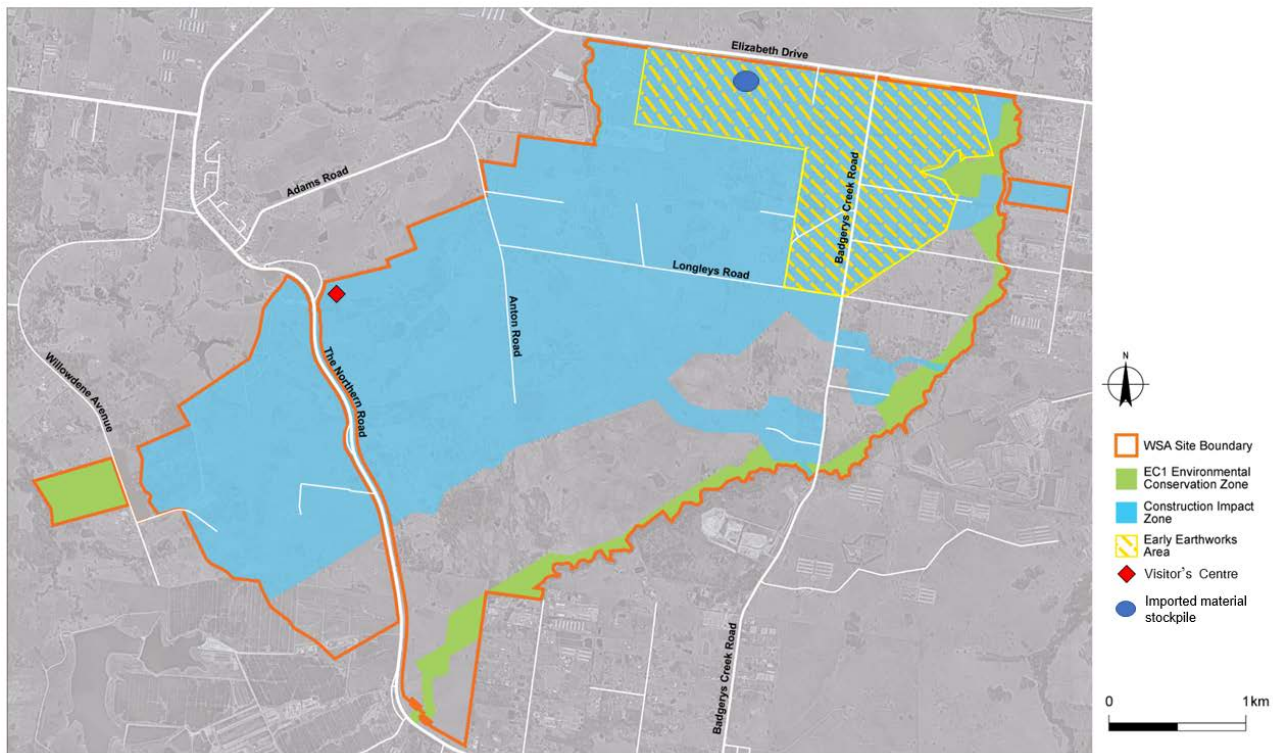 Elizabeth Drive
Adams Road
Badgerys Creek Road
Longleys Road
Anton Road
The Northern Road
Willowdene Avenue
Badgerys Creek Road
N
WSA Site Boundary
EC1 Environmental
Conservation Zone
Construction Impact
Zone
Early Earthworks
Area
Visitor`s Centre
Imported material
stockpile
0 1km